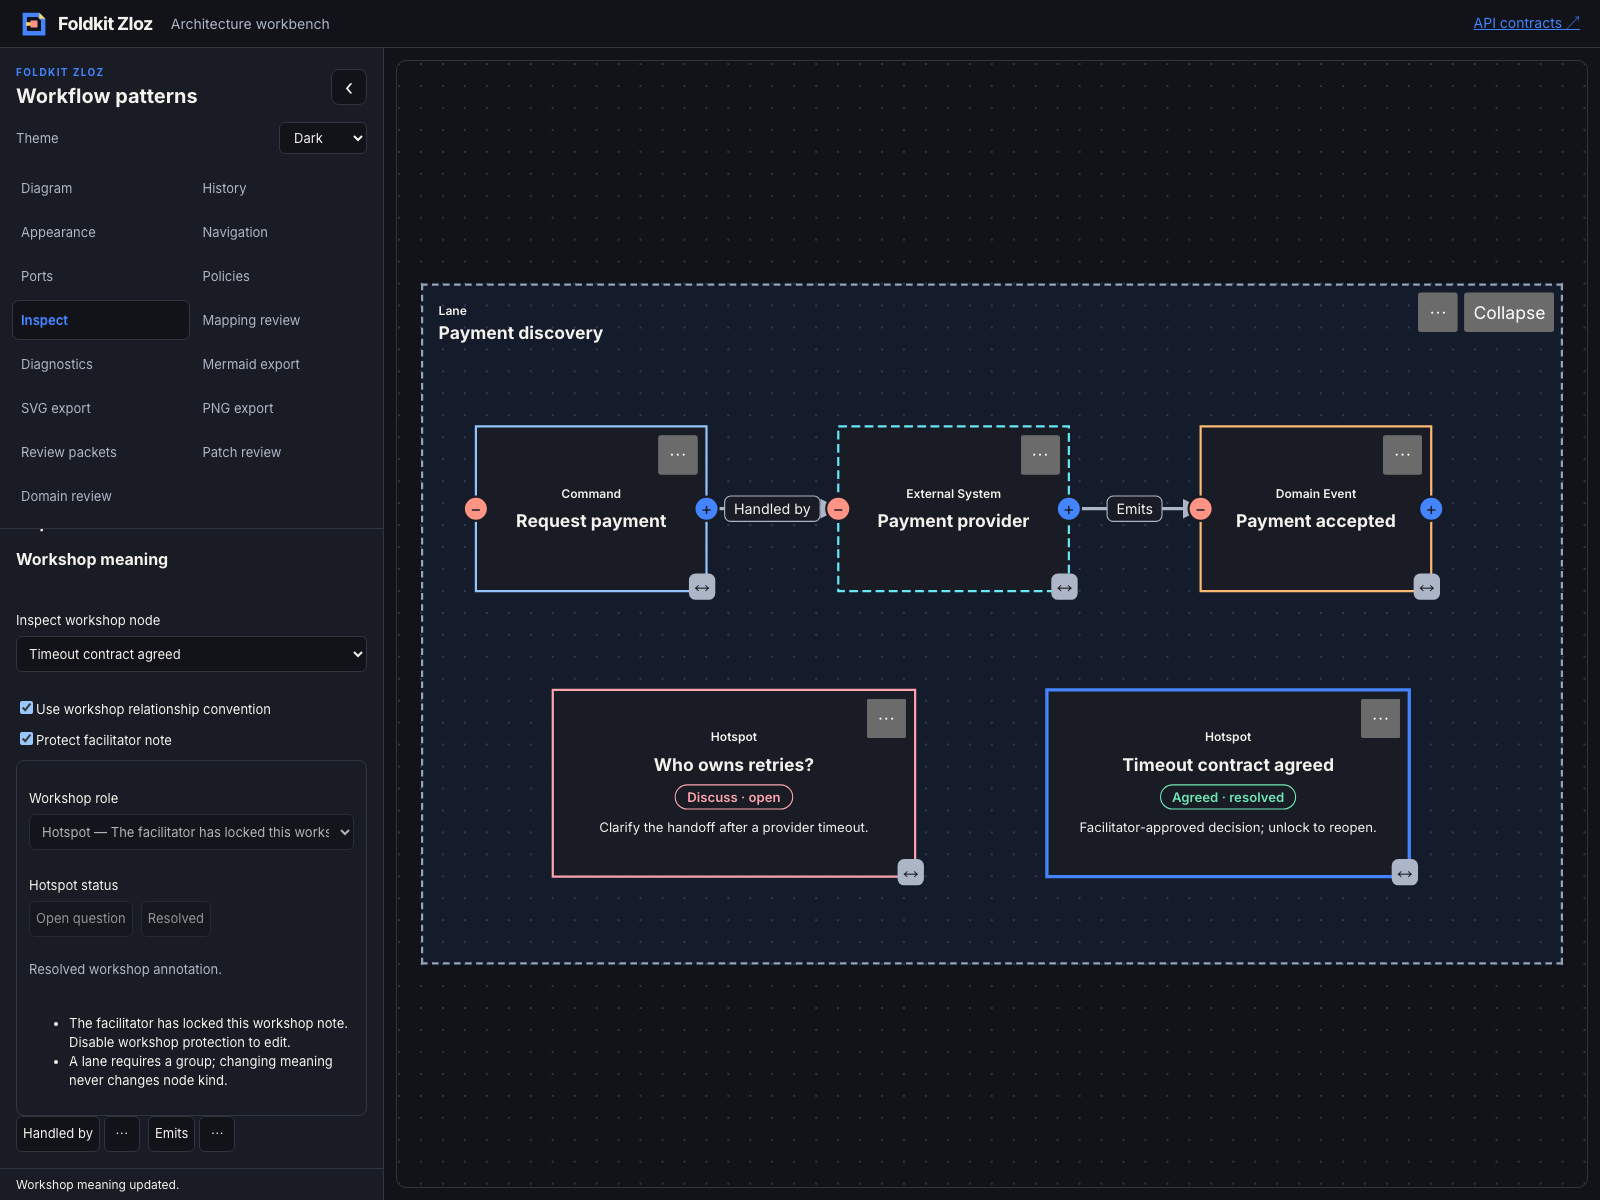 Foldkit Zloz
Architecture workbench
API contracts ↗
FOLDKIT ZLOZ
Workflow patterns
‹
Theme
Dark
Diagram
History
Appearance
Navigation
Ports
Policies
Inspect
Mapping review
Diagnostics
Mermaid export
SVG export
PNG export
Review packets
Patch review
Domain review
Workshop meaning
Inspect workshop node
Timeout contract agreed
Use workshop relationship convention
Protect facilitator note
Workshop role
Hotspot — The facilitator has locked this works
Hotspot status
Open question
Resolved
Resolved workshop annotation.
• The facilitator has locked this workshop note.
Disable workshop protection to edit.
• A lane requires a group; changing meaning
never changes node kind.
Handled by
⋯
Emits
⋯
Workshop meaning updated.
Lane
Payment discovery
⋯
Collapse
⋯
Command
Request payment
−
+
↔
Handled by
⋯
External System
Payment provider
−
+
↔
Emits
⋯
Domain Event
Payment accepted
−
+
↔
⋯
Hotspot
Who owns retries?
Discuss · open
Clarify the handoff after a provider timeout.
↔
⋯
Hotspot
Timeout contract agreed
Agreed · resolved
Facilitator-approved decision; unlock to reopen.
↔